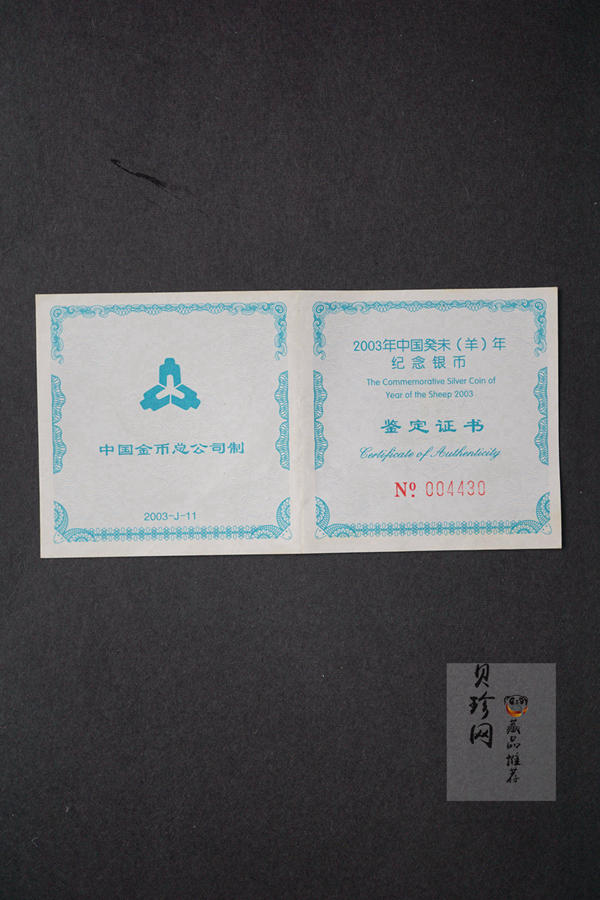 中国金币总公司制
2003-J-11
2003年中国癸未（羊）年
纪念银币
The Commemorative Silver Coin of
Year of the Sheep 2003
鉴定证书
Certificate of Authenticity
Nº 004430
贝珍网
藏品推荐